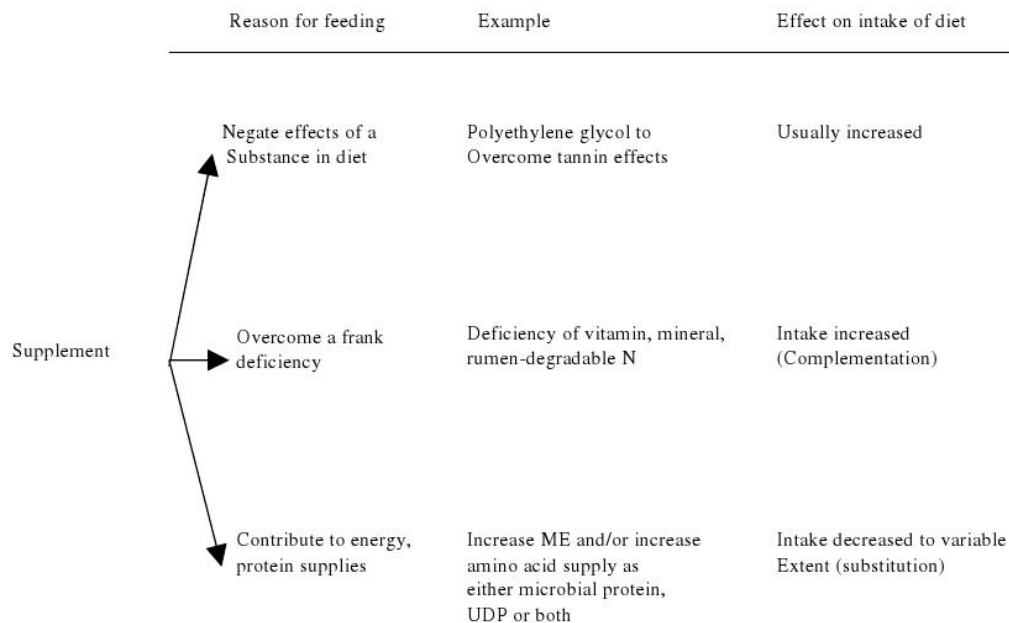 Reason for feeding
Example
Effect on intake of diet
Negate effects of a
Substance in diet
Polyethylene glycol to
Overcome tannin effects
Usually increased
Supplement
Overcome a frank
deficiency
Deficiency of vitamin, mineral,
rumen-degradable N
Intake increased
(Complementation)
Contribute to energy,
protein supplies
Increase ME and/or increase
amino acid supply as
either microbial protein,
UDP or both
Intake decreased to variable
Extent (substitution)